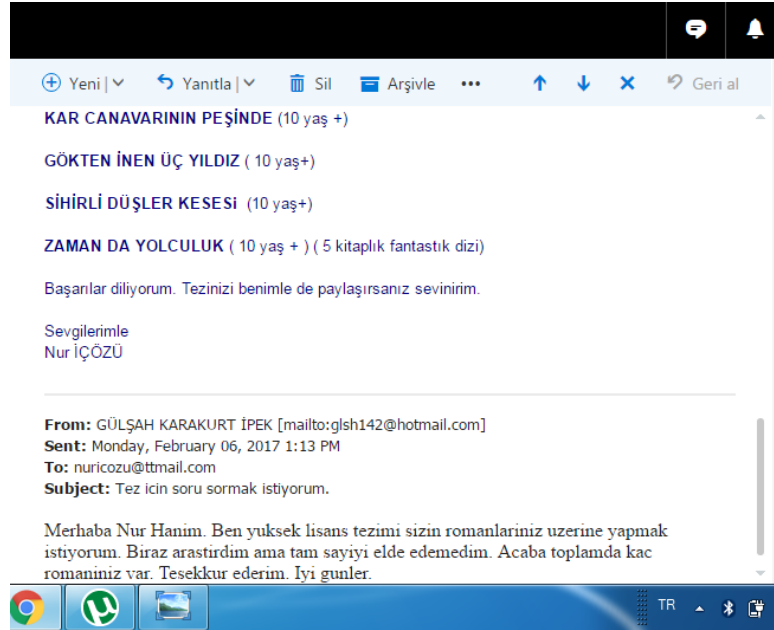 Yeni | Yanıtla | Sil Arşivle ••• Geri al
KAR CANAVARININ PEŞİNDE (10 yaş +)
GÖKTEN İNEN ÜÇ YILDIZ ( 10 yaş+)
SİHİRLİ DÜŞLER KESESi (10 yaş+)
ZAMAN DA YOLCULUK ( 10 yaş + ) ( 5 kitaplık fantastık dizi)
Başarılar diliyorum. Tezinizi benimle de paylaşırsanız sevinirim.
Sevgilerimle
Nur İÇÖZÜ
From: GÜLŞAH KARAKURT İPEK [mailto:glsh142@hotmail.com]
Sent: Monday, February 06, 2017 1:13 PM
To: nuricozu@ttmail.com
Subject: Tez icin soru sormak istiyorum.
Merhaba Nur Hanim. Ben yuksek lisans tezimi sizin romanlariniz uzerine yapmak
istiyorum. Biraz arastirdim ama tam sayiyi elde edemedim. Acaba toplamda kac
romaniniz var. Tesekkur ederim. Iyi gunler.
TR